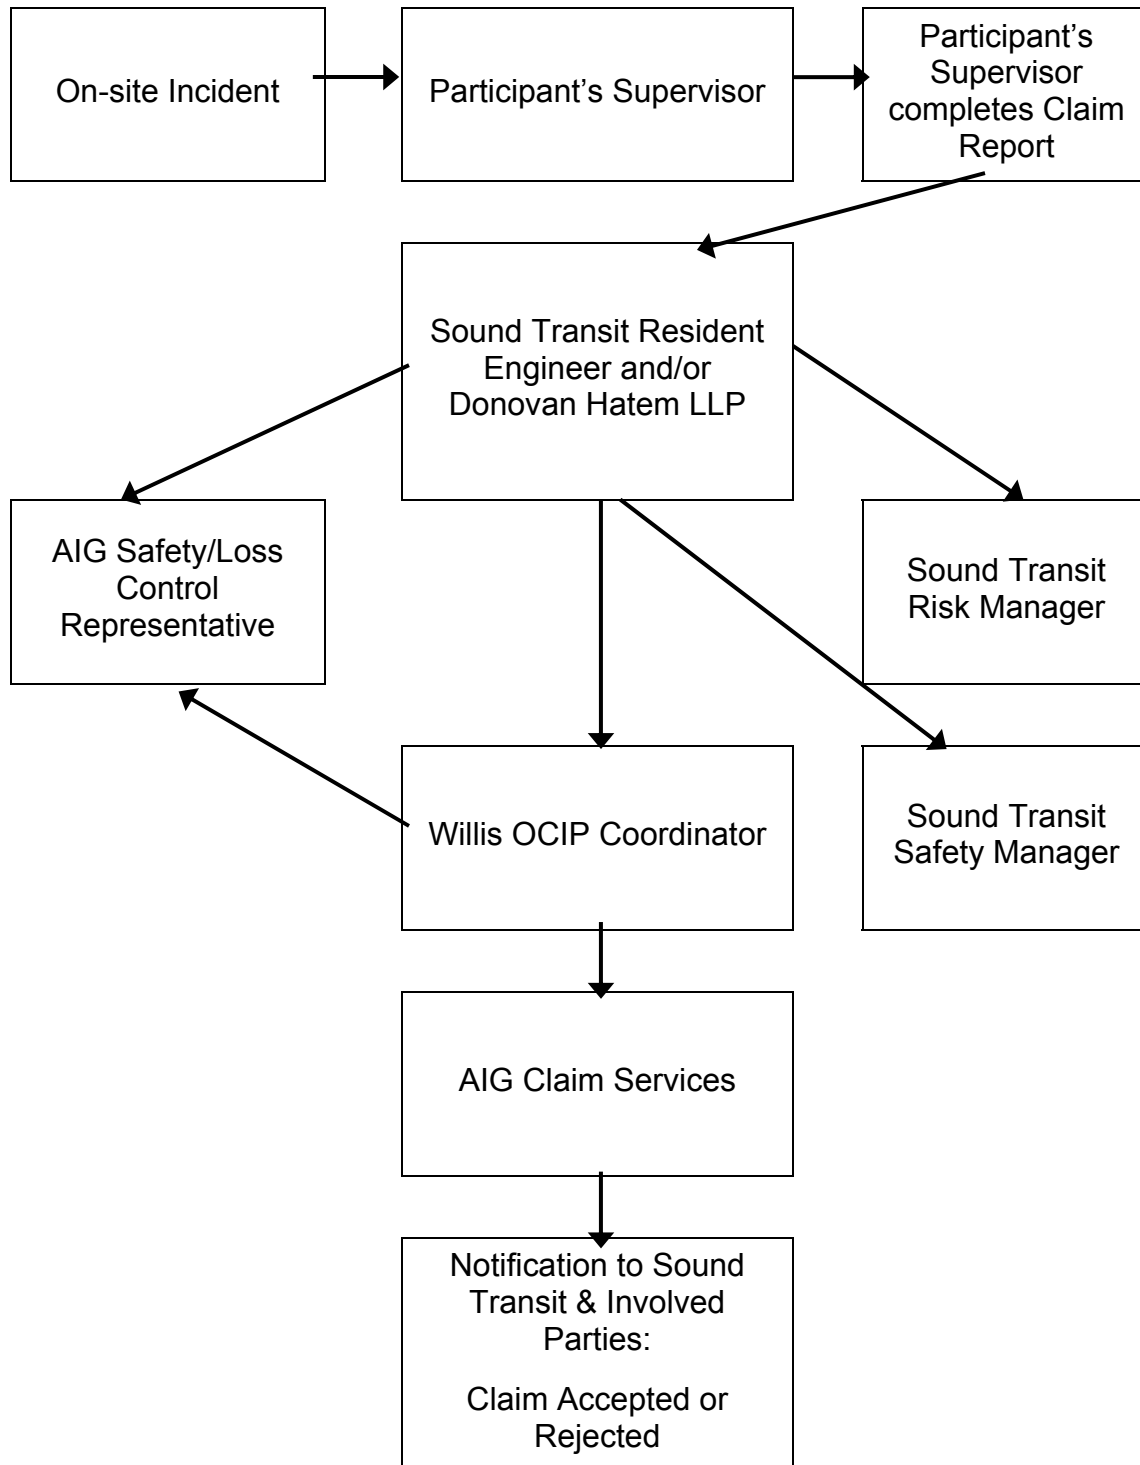 On-site Incident
Participant’s Supervisor
Participant’s
Supervisor
completes Claim
Report
Sound Transit Resident
Engineer and/or
Donovan Hatem LLP
AIG Safety/Loss
Control
Representative
Sound Transit
Risk Manager
Willis OCIP Coordinator
Sound Transit
Safety Manager
AIG Claim Services
Notification to Sound
Transit & Involved
Parties:
Claim Accepted or
Rejected